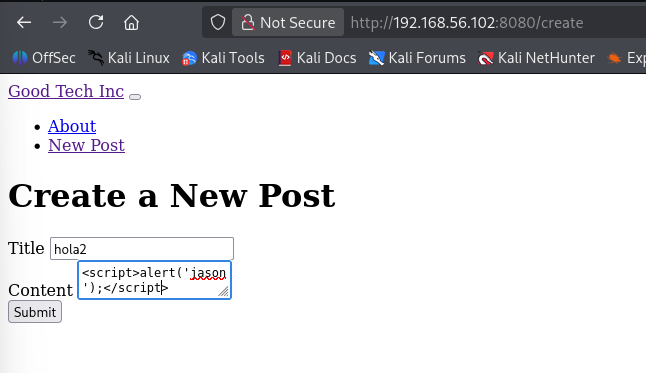 Not Secure http://192.168.56.102:8080/create
OffSec Kali Linux Kali Tools Kali Docs Kali Forums Kali NetHunter Exp
Good Tech Inc
About
New Post
Create a New Post
Title hola2
Content <script>alert('jason
');</script>
Submit